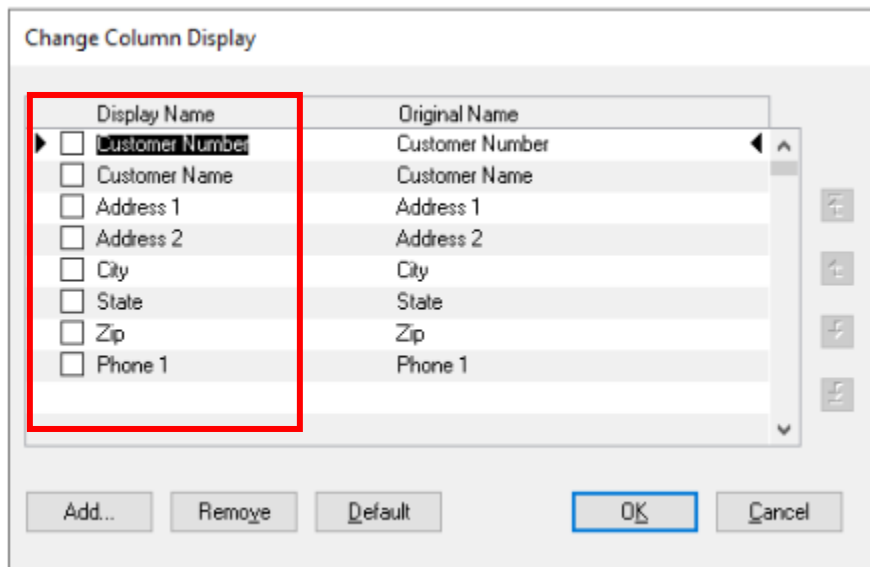 Change Column Display
Display Name Original Name
Customer Number Customer Number
Customer Name Customer Name
Address 1 Address 1
Address 2 Address 2
City City
State State
Zip Zip
Phone 1 Phone 1
Add... Remove Default OK Cancel